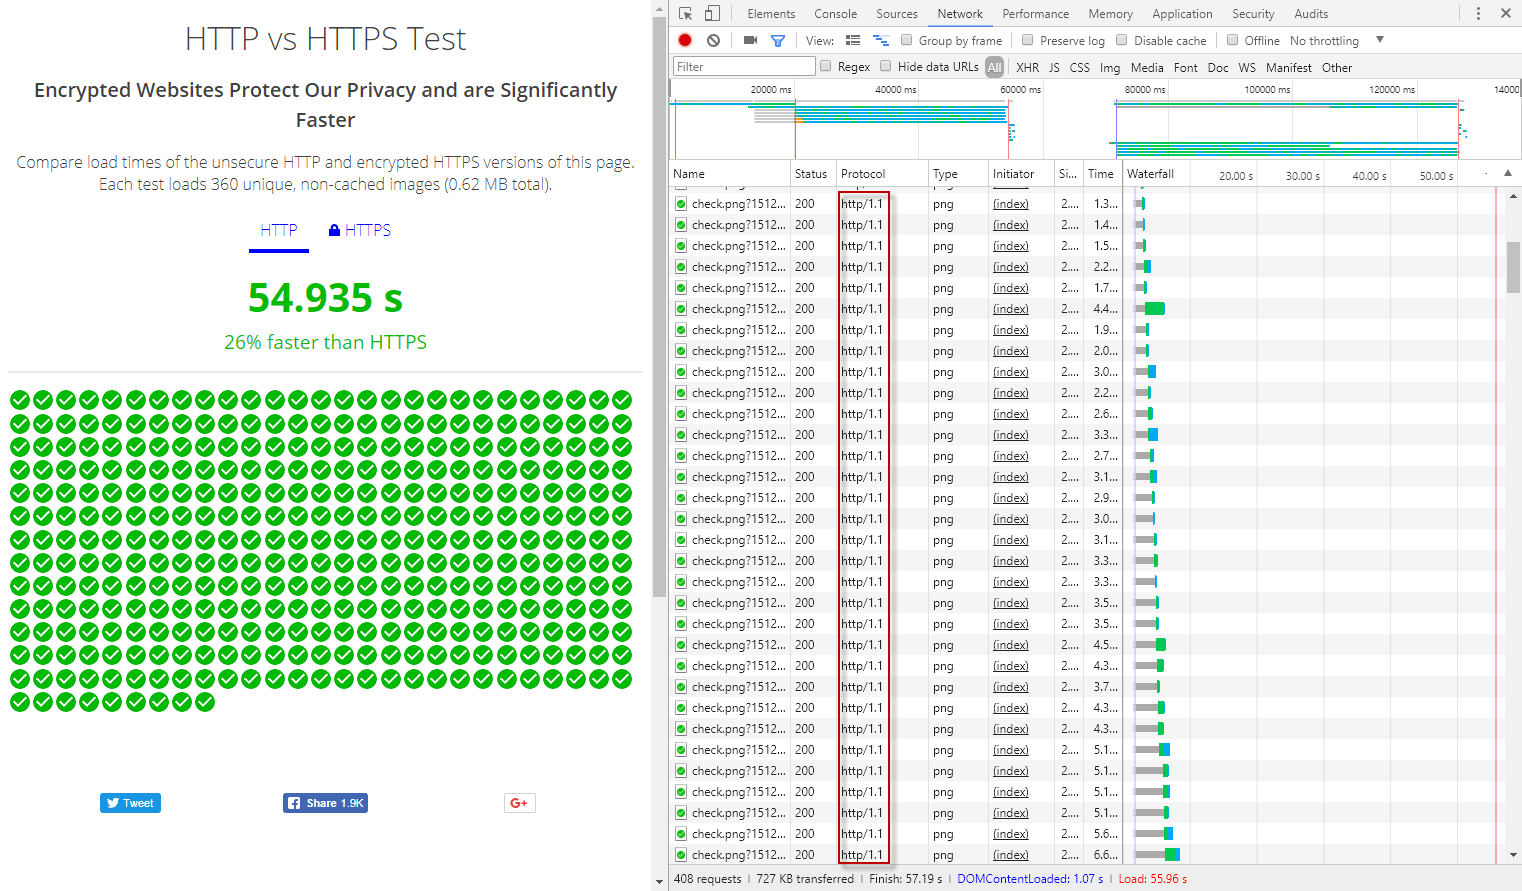 HTTP vs HTTPS Test
Encrypted Websites Protect Our Privacy and are Significantly
Faster
Compare load times of the unsecure HTTP and encrypted HTTPS versions of this page.
Each test loads 360 unique, non-cached images (0.62 MB total).
HTTP HTTPS
54.935 s
26% faster than HTTPS
Tweet
Share 1.9K
G+
Elements Console Sources Network Performance Memory Application Security Audits
View: Group by frame Preserve log Disable cache Offline No throttling
Filter Regex Hide data URLs All XHR JS CSS Img Media Font Doc WS Manifest Other
20000 ms 40000 ms 60000 ms 80000 ms 100000 ms 120000 ms 14000
Name Status Protocol Type Initiator Si... Time Waterfall 20.00 s 30.00 s 40.00 s 50.00 s
check.png?1512... 200 http/1.1 png (index) 2.... 1.3...
check.png?1512... 200 http/1.1 png (index) 2.... 1.4...
check.png?1512... 200 http/1.1 png (index) 2.... 1.5...
check.png?1512... 200 http/1.1 png (index) 2.... 2.2...
check.png?1512... 200 http/1.1 png (index) 2.... 1.7...
check.png?1512... 200 http/1.1 png (index) 2.... 4.4...
check.png?1512... 200 http/1.1 png (index) 2.... 1.9...
check.png?1512... 200 http/1.1 png (index) 2.... 2.0...
check.png?1512... 200 http/1.1 png (index) 2.... 3.0...
check.png?1512... 200 http/1.1 png (index) 2.... 2.2...
check.png?1512... 200 http/1.1 png (index) 2.... 2.6...
check.png?1512... 200 http/1.1 png (index) 2.... 3.3...
check.png?1512... 200 http/1.1 png (index) 2.... 2.7...
check.png?1512... 200 http/1.1 png (index) 2.... 3.1...
check.png?1512... 200 http/1.1 png (index) 2.... 2.9...
check.png?1512... 200 http/1.1 png (index) 2.... 3.0...
check.png?1512... 200 http/1.1 png (index) 2.... 3.1...
check.png?1512... 200 http/1.1 png (index) 2.... 3.3...
check.png?1512... 200 http/1.1 png (index) 2.... 3.3...
check.png?1512... 200 http/1.1 png (index) 2.... 3.5...
check.png?1512... 200 http/1.1 png (index) 2.... 3.5...
check.png?1512... 200 http/1.1 png (index) 2.... 4.5...
check.png?1512... 200 http/1.1 png (index) 2.... 4.3...
check.png?1512... 200 http/1.1 png (index) 2.... 3.7...
check.png?1512... 200 http/1.1 png (index) 2.... 4.3...
check.png?1512... 200 http/1.1 png (index) 2.... 4.3...
check.png?1512... 200 http/1.1 png (index) 2.... 5.1...
check.png?1512... 200 http/1.1 png (index) 2.... 5.1...
check.png?1512... 200 http/1.1 png (index) 2.... 5.1...
check.png?1512... 200 http/1.1 png (index) 2.... 5.1...
check.png?1512... 200 http/1.1 png (index) 2.... 5.6...
check.png?1512... 200 http/1.1 png (index) 2.... 6.6...
408 requests | 727 KB transferred | Finish: 57.19 s | DOMContentLoaded: 1.07 s | Load: 55.96 s